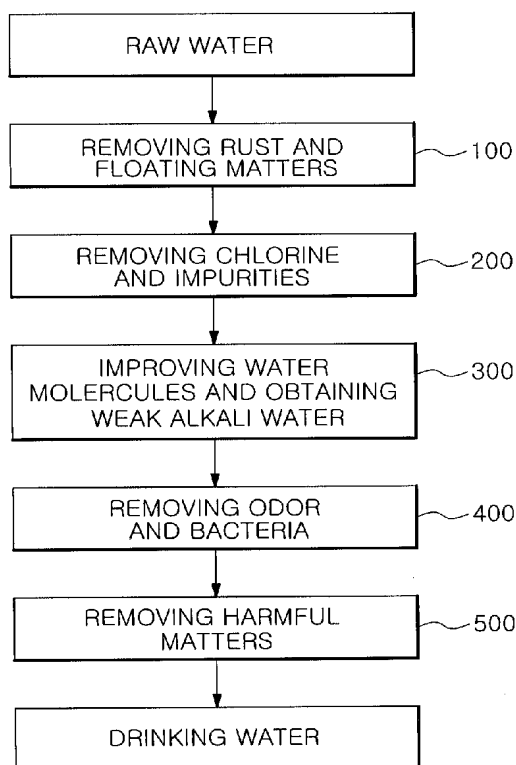 RAW WATER
REMOVING RUST AND
FLOATING MATTERS
100
REMOVING CHLORINE
AND IMPURITIES
200
IMPROVING WATER
MOLERCULES AND OBTAINING
WEAK ALKALI WATER
300
REMOVING ODOR
AND BACTERIA
400
REMOVING HARMFUL
MATTERS
500
DRINKING WATER